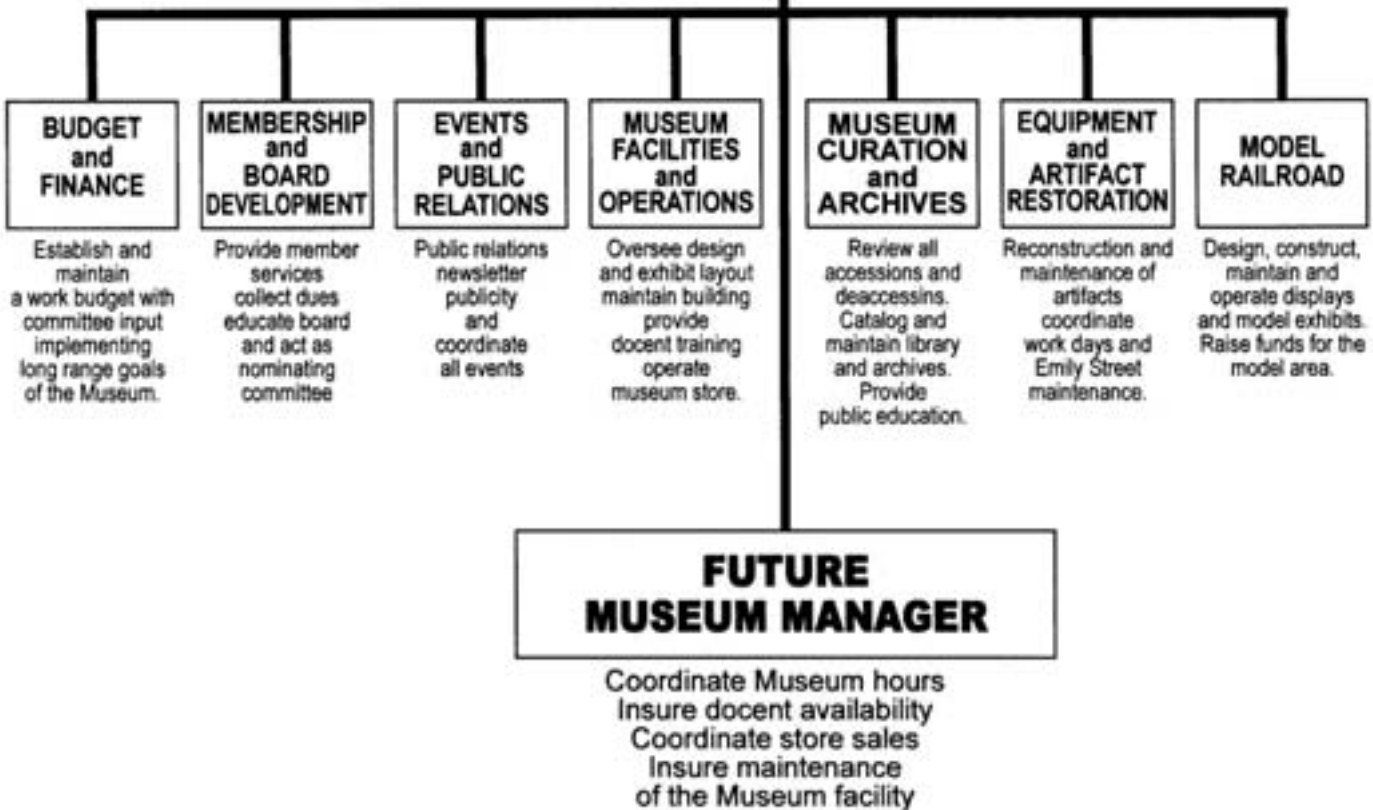 BUDGET
and
FINANCE
Establish and
maintain
a work budget with
committee input
implementing
long range goals
of the Museum.
MEMBERSHIP
and
BOARD
DEVELOPMENT
Provide member
services
collect dues
educate board
and act as
nominating
committee
EVENTS
and
PUBLIC
RELATIONS
Public relations
newsletter
publicity
and
coordinate
all events
MUSEUM
FACILITIES
and
OPERATIONS
Oversee design
and exhibit layout
maintain building
provide
docent training
operate
museum store.
MUSEUM
CURATION
and
ARCHIVES
Review all
accessions and
deaccessins.
Catalog and
maintain library
and archives.
Provide
public education.
EQUIPMENT
and
ARTIFACT
RESTORATION
Reconstruction and
maintenance of
artifacts
coordinate
work days and
Emily Street
maintenance.
MODEL
RAILROAD
Design, construct,
maintain and
operate displays
and model exhibits.
Raise funds for the
model area.
FUTURE
MUSEUM MANAGER
Coordinate Museum hours
Insure docent availability
Coordinate store sales
Insure maintenance
of the Museum facility